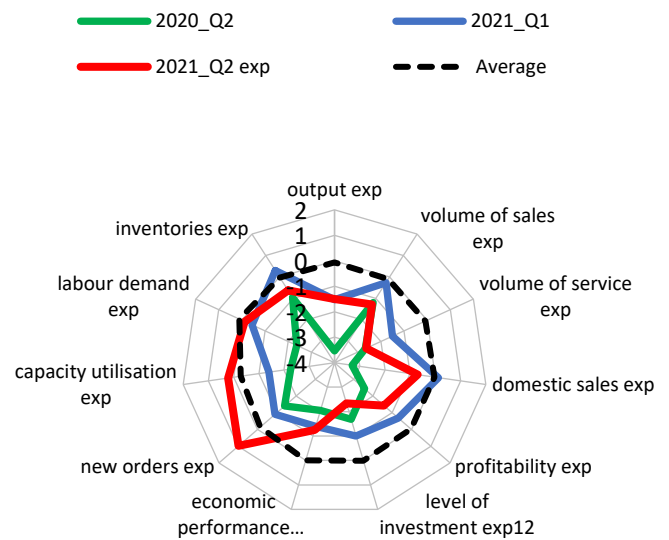 2020_Q2
2021_Q1
2021_Q2 exp
Average
output exp
volume of sales
exp
volume of service
exp
domestic sales exp
profitability exp
level of
investment exp12
economic
performance...
new orders exp
capacity utilisation
exp
labour demand
exp
inventories exp
2
1
0
-1
-2
-3
-4